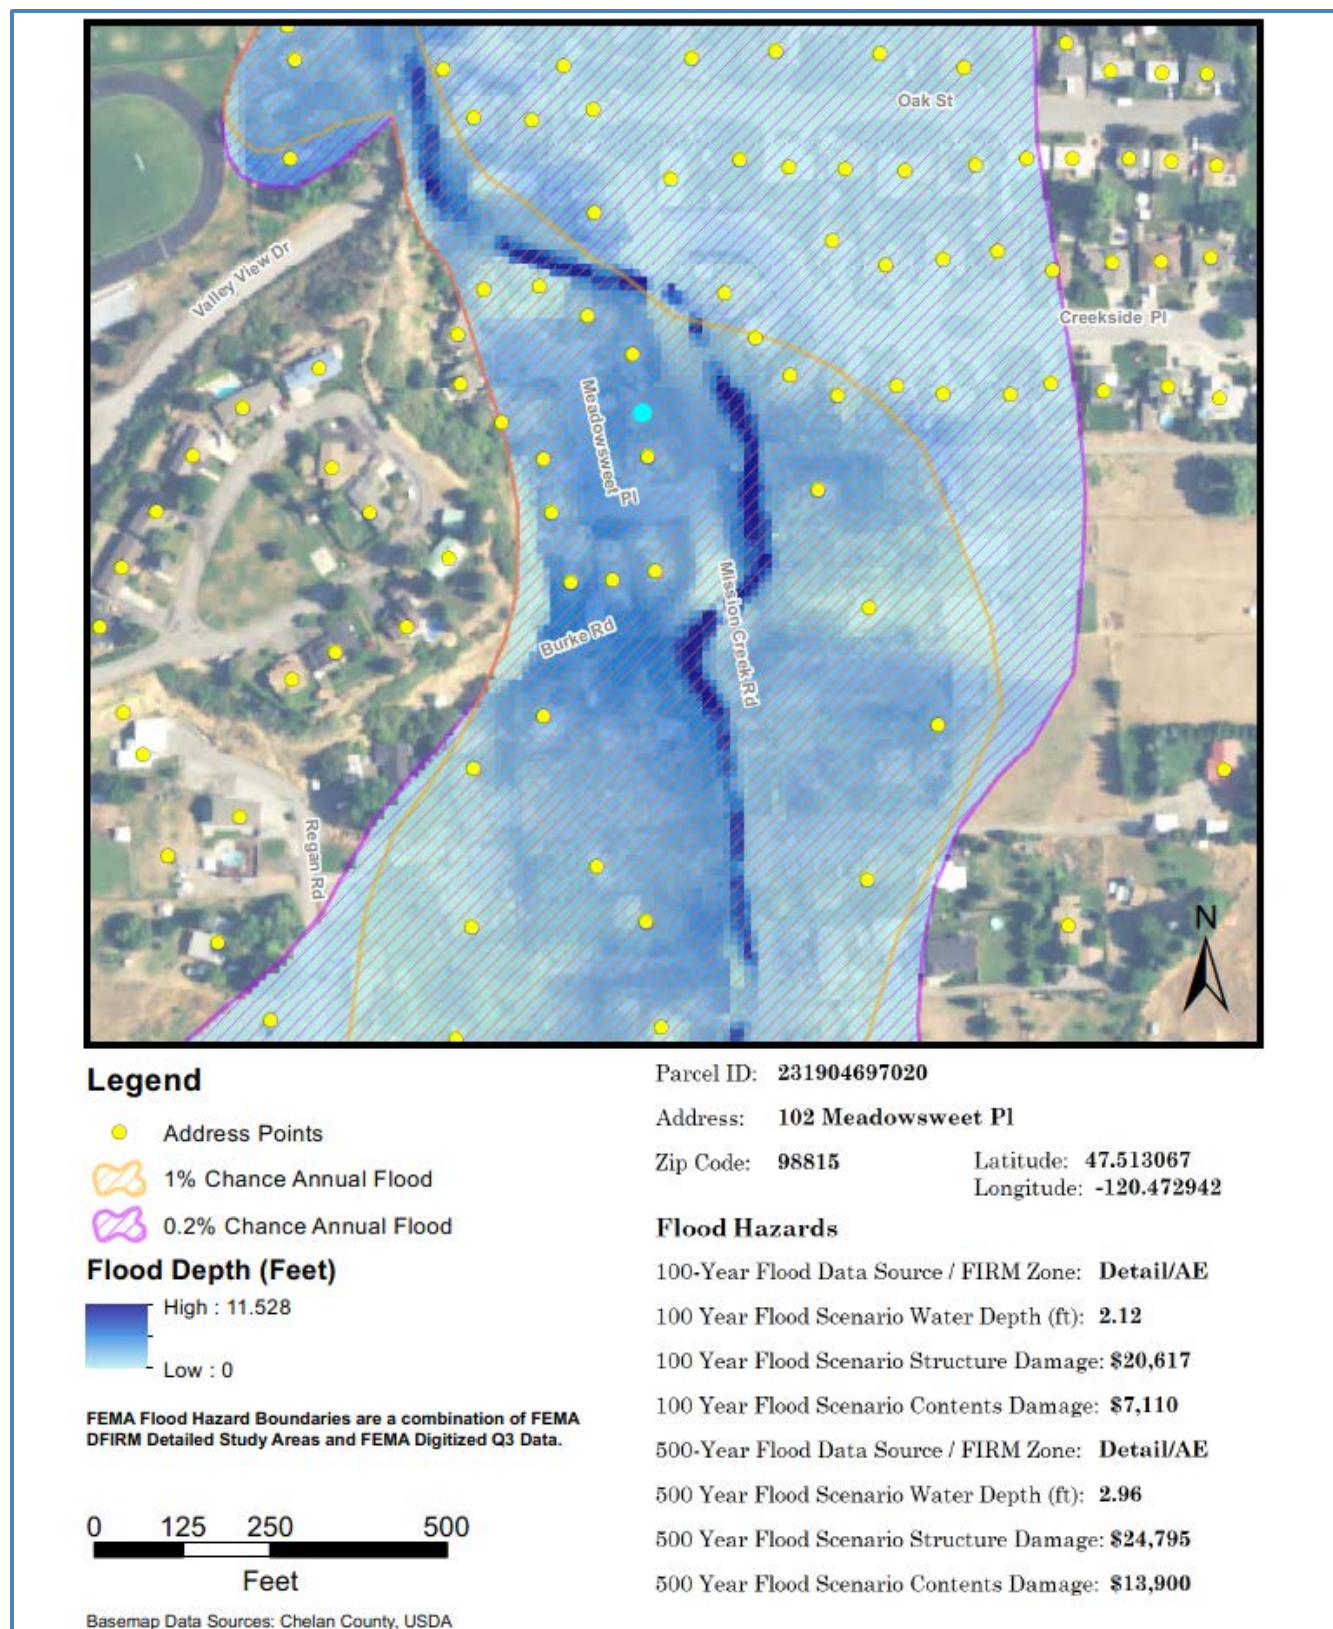 Oak St
Valley View Dr
Creekside Pl
Meadowsweet Pl
Mission Creek Rd
Burke Rd
Regan Rd
N
Legend
Address Points
1% Chance Annual Flood
0.2% Chance Annual Flood
Flood Depth (Feet)
High : 11.528
Low : 0
FEMA Flood Hazard Boundaries are a combination of FEMA
DFIRM Detailed Study Areas and FEMA Digitized Q3 Data.
0 125 250 500
Feet
Basemap Data Sources: Chelan County, USDA
Parcel ID: 231904697020
Address: 102 Meadowsweet Pl
Zip Code: 98815
Latitude: 47.513067
Longitude: -120.472942
Flood Hazards
100-Year Flood Data Source / FIRM Zone: Detail/AE
100 Year Flood Scenario Water Depth (ft): 2.12
100 Year Flood Scenario Structure Damage: $20,617
100 Year Flood Scenario Contents Damage: $7,110
500-Year Flood Data Source / FIRM Zone: Detail/AE
500 Year Flood Scenario Water Depth (ft): 2.96
500 Year Flood Scenario Structure Damage: $24,795
500 Year Flood Scenario Contents Damage: $13,900